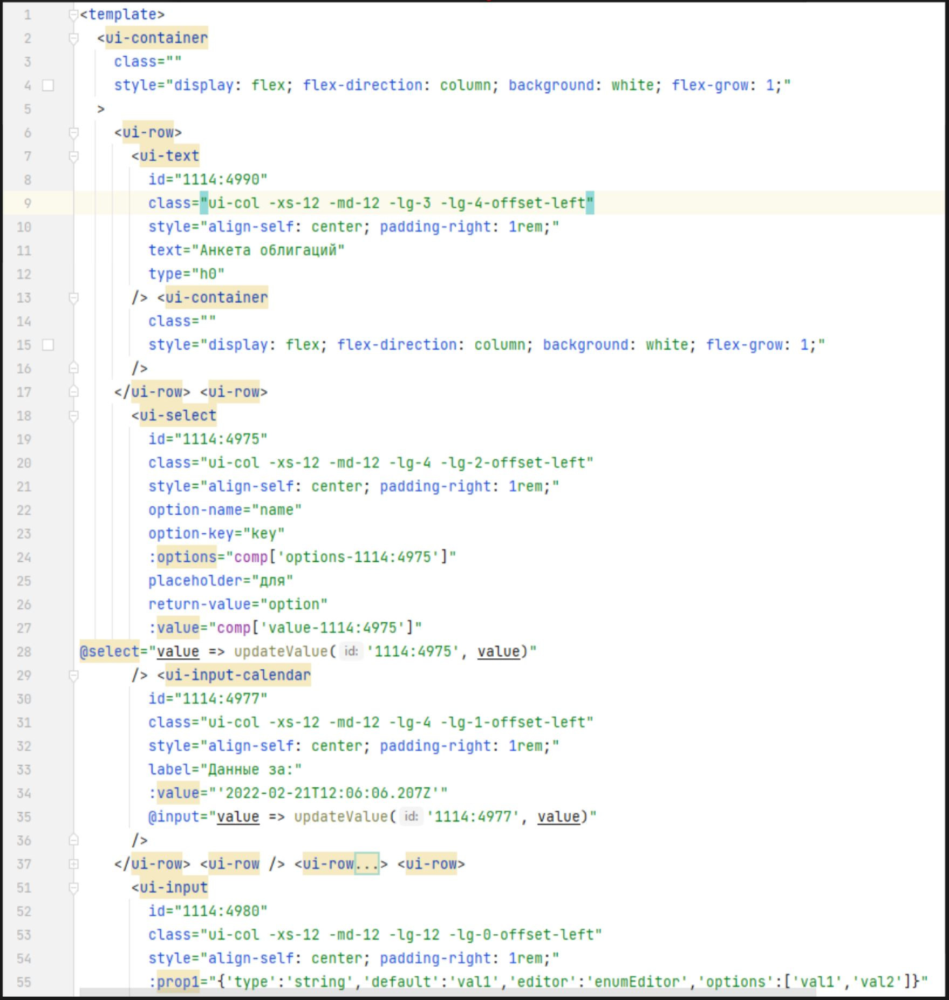 1 <template>
2 <ui-container
3 class=""
4 style="display: flex; flex-direction: column; background: white; flex-grow: 1;"
5 >
6 <ui-row>
7 <ui-text
8 id="1114:4990"
9 class="ui-col -xs-12 -md-12 -lg-3 -lg-4-offset-left"
10 style="align-self: center; padding-right: 1rem;"
11 text="Анкета облигаций"
12 type="h0"
13 /> <ui-container
14 class=""
15 style="display: flex; flex-direction: column; background: white; flex-grow: 1;"
16 />
17 </ui-row> <ui-row>
18 <ui-select
19 id="1114:4975"
20 class="ui-col -xs-12 -md-12 -lg-4 -lg-2-offset-left"
21 style="align-self: center; padding-right: 1rem;"
22 option-name="name"
23 option-key="key"
24 :options="comp['options-1114:4975']"
25 placeholder="для"
26 return-value="option"
27 :value="comp['value-1114:4975']"
28 @select="value => updateValue( id: '1114:4975', value)"
29 /> <ui-input-calendar
30 id="1114:4977"
31 class="ui-col -xs-12 -md-12 -lg-4 -lg-1-offset-left"
32 style="align-self: center; padding-right: 1rem;"
33 label="Данные за:"
34 :value="'2022-02-21T12:06:06.207Z'"
35 @input="value => updateValue( id: '1114:4977', value)"
36 />
37 </ui-row> <ui-row /> <ui-row...> <ui-row>
51 <ui-input
52 id="1114:4980"
53 class="ui-col -xs-12 -md-12 -lg-12 -lg-0-offset-left"
54 style="align-self: center; padding-right: 1rem;"
55 :prop1="{'type':'string','default':'val1','editor':'enumEditor','options':['val1','val2']}"